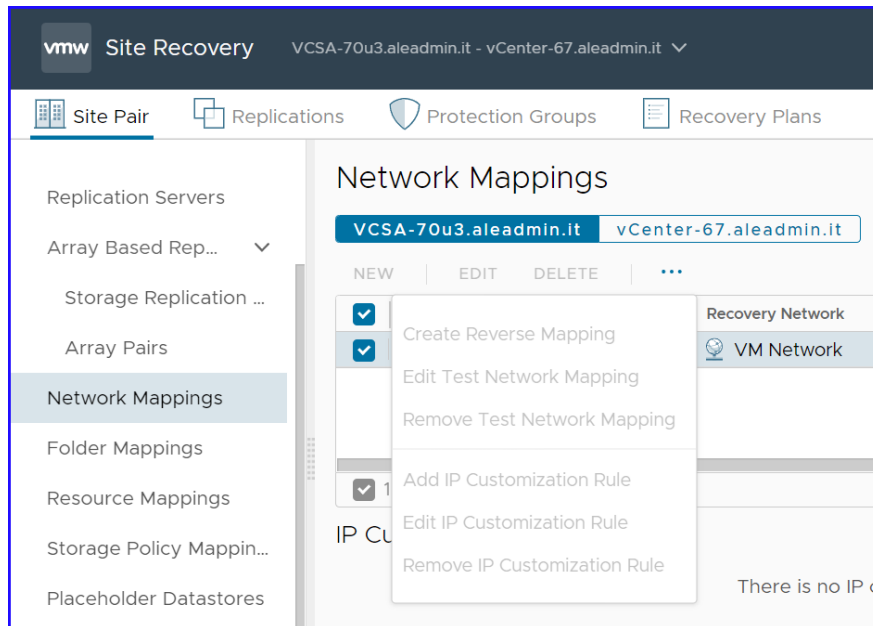 vmw Site Recovery VCSA-70u3.aleadmin.it - vCenter-67.aleadmin.it
Site Pair Replications Protection Groups Recovery Plans
Replication Servers
Array Based Rep...
Storage Replication ...
Array Pairs
Network Mappings
Folder Mappings
Resource Mappings
Storage Policy Mappin...
Placeholder Datastores
Network Mappings
VCSA-70u3.aleadmin.it vCenter-67.aleadmin.it
NEW EDIT DELETE ...
Recovery Network
VM Network
Create Reverse Mapping
Edit Test Network Mapping
Remove Test Network Mapping
Add IP Customization Rule
Edit IP Customization Rule
Remove IP Customization Rule
1
IP Cu
There is no IP